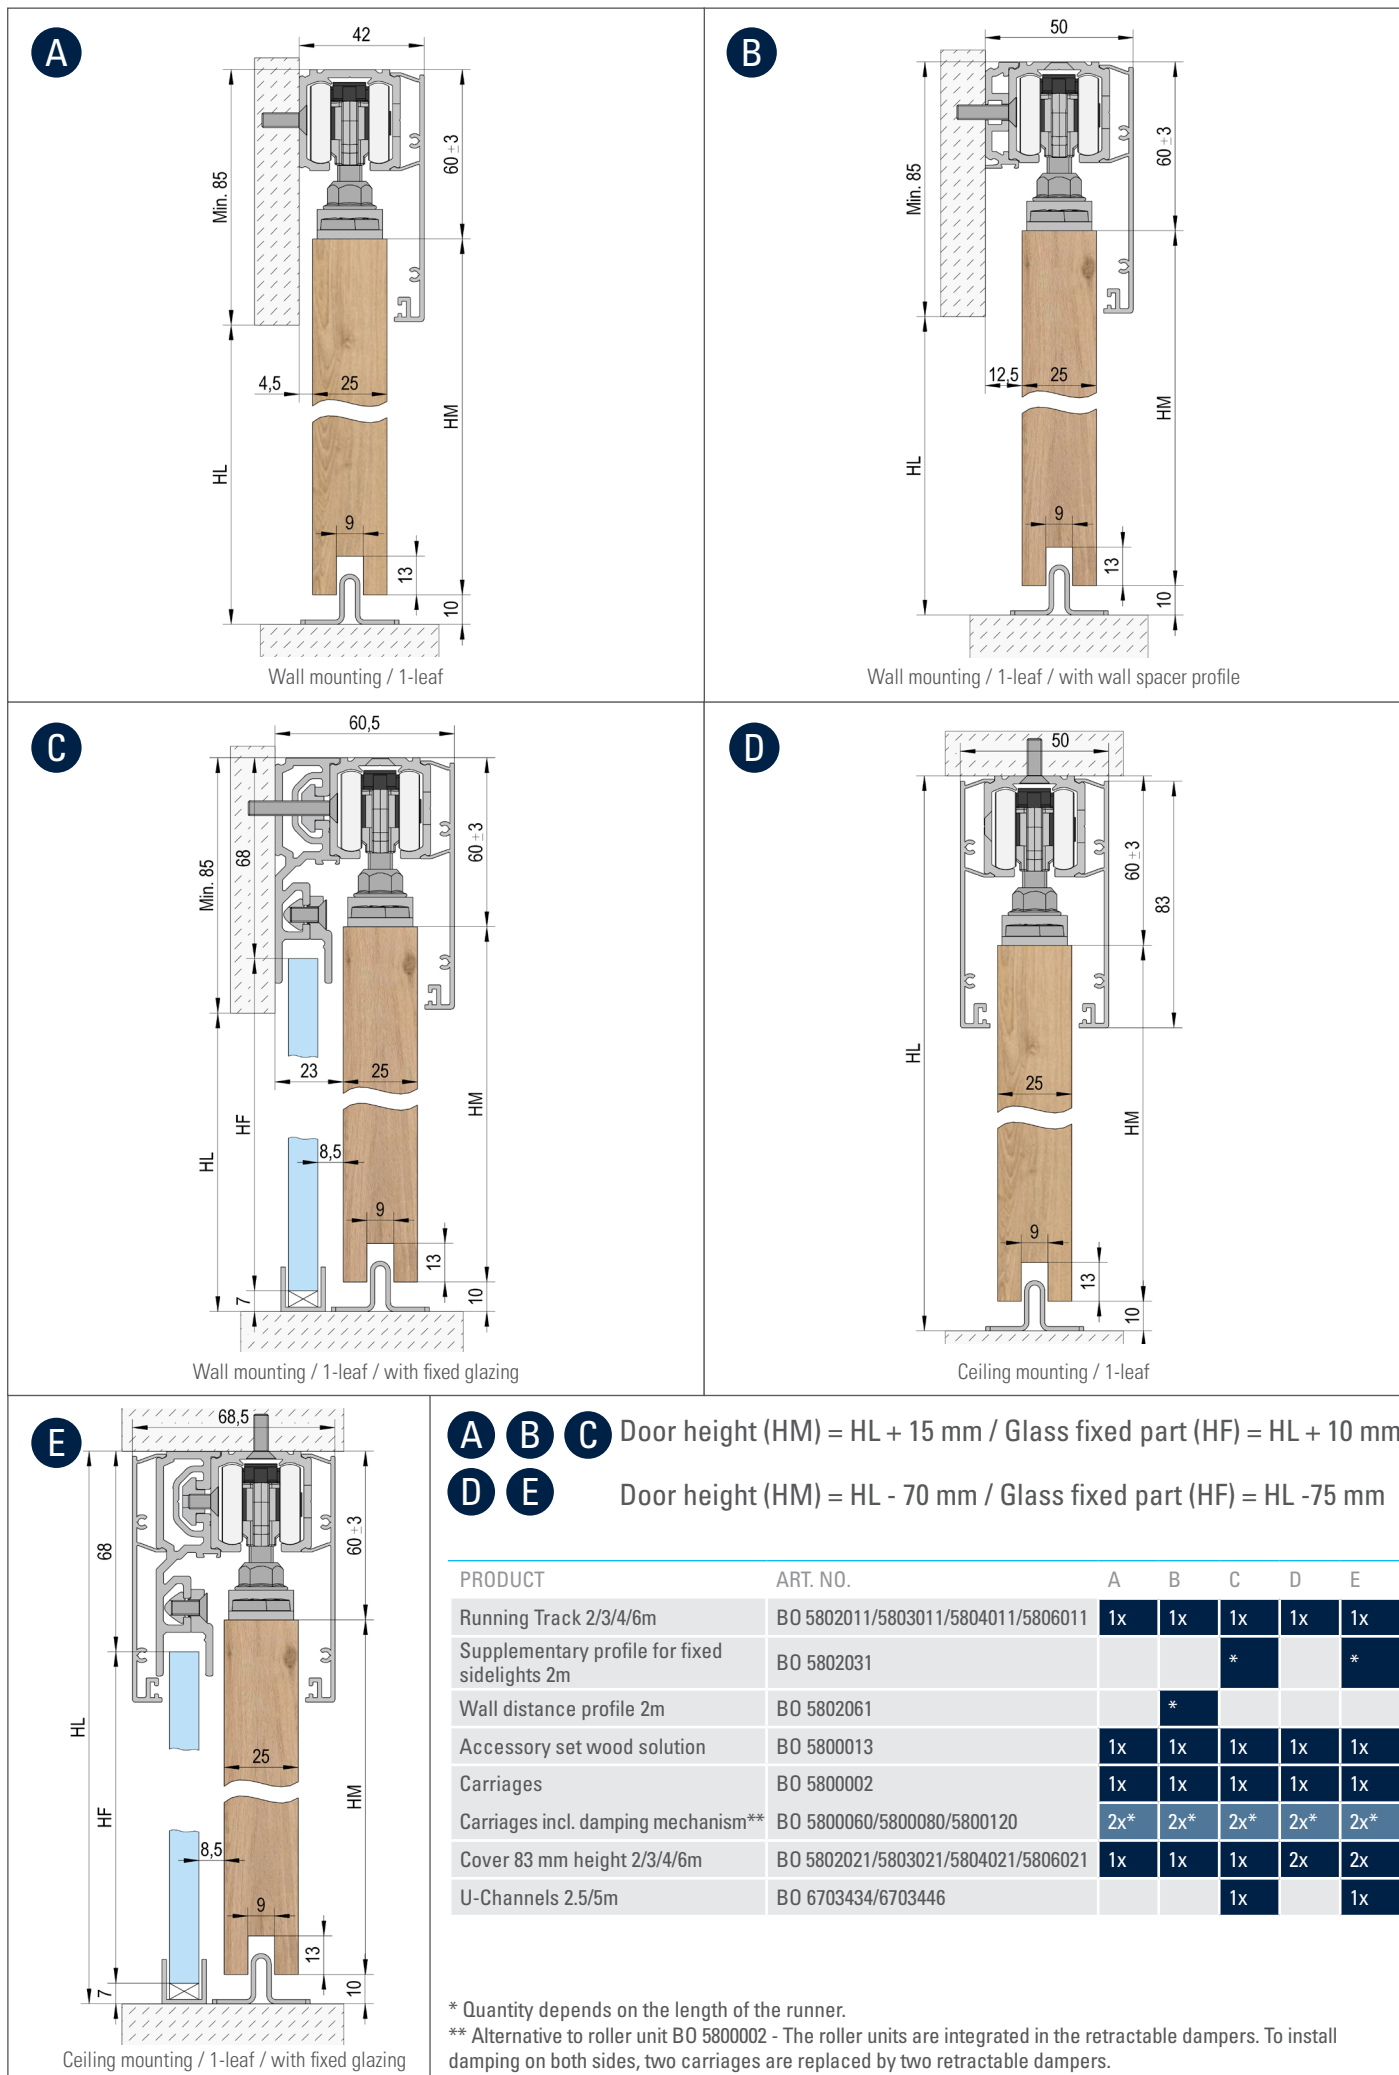 A
42
Min. 85
60 ±3
4,5
25
HM
HL
9
13
10
Wall mounting / 1-leaf
B
50
Min. 85
60 ±3
12,5
25
HM
HL
9
13
10
Wall mounting / 1-leaf / with wall spacer profile
C
60,5
Min. 85
68
60 ±3
23
25
HF
HM
HL
8,5
9
13
7
10
Wall mounting / 1-leaf / with fixed glazing
D
50
60 ±3
83
HL
25
HM
9
13
10
Ceiling mounting / 1-leaf
E
68,5
68
60 ±3
HL
25
HM
HF
8,5
9
13
7
10
Ceiling mounting / 1-leaf / with fixed glazing
A B C Door height (HM) = HL + 15 mm / Glass fixed part (HF) = HL + 10 mm
D E Door height (HM) = HL - 70 mm / Glass fixed part (HF) = HL -75 mm
PRODUCT ART. NO. A B C D E
Running Track 2/3/4/6m BO 5802011/5803011/5804011/5806011 1x 1x 1x 1x 1x
Supplementary profile for fixed
sidelights 2m BO 5802031 * *
Wall distance profile 2m BO 5802061 *
Accessory set wood solution BO 5800013 1x 1x 1x 1x 1x
Carriages BO 5800002 1x 1x 1x 1x 1x
Carriages incl. damping mechanism** BO 5800060/5800080/5800120 2x* 2x* 2x* 2x* 2x*
Cover 83 mm height 2/3/4/6m BO 5802021/5803021/5804021/5806021 1x 1x 1x 2x 2x
U-Channels 2.5/5m BO 6703434/6703446 1x 1x
* Quantity depends on the length of the runner.
** Alternative to roller unit BO 5800002 - The roller units are integrated in the retractable dampers. To install
damping on both sides, two carriages are replaced by two retractable dampers.